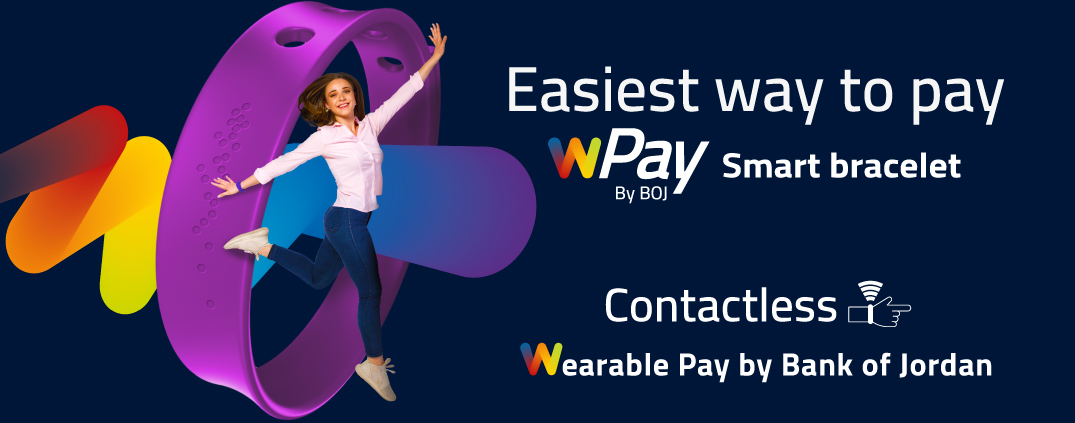 Easiest way to pay
wPay Smart bracelet
By BOJ
Contactless
Wearable Pay by Bank of Jordan